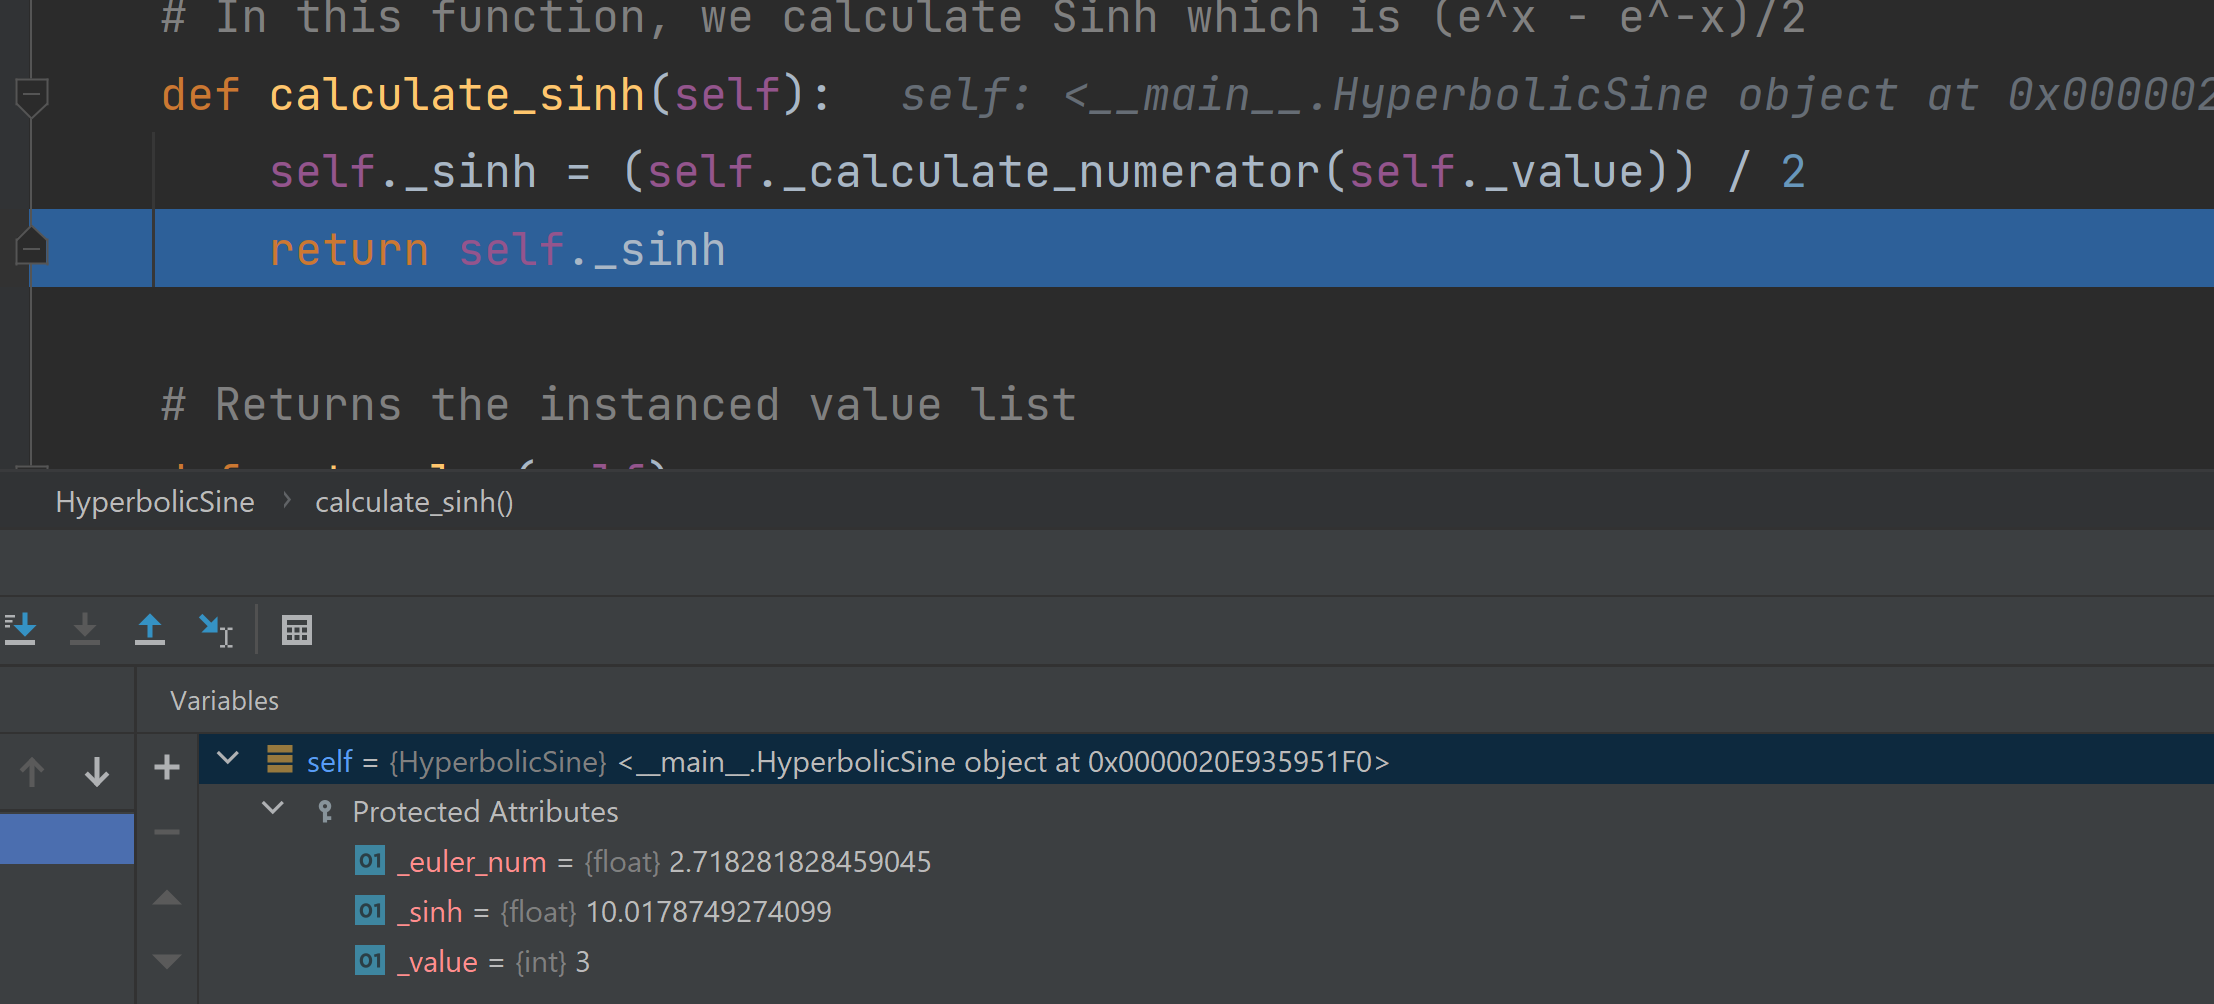 # In this function, we calculate Sinh which is (e^x - e^-x)/2
def calculate_sinh(self):   self: <__main__.HyperbolicSine object at 0x000002
self._sinh = (self._calculate_numerator(self._value)) / 2
return self._sinh
# Returns the instanced value list
HyperbolicSine › calculate_sinh()
Variables
self = {HyperbolicSine} <__main__.HyperbolicSine object at 0x0000020E935951F0>
Protected Attributes
01 _euler_num = {float} 2.718281828459045
01 _sinh = {float} 10.0178749274099
01 _value = {int} 3